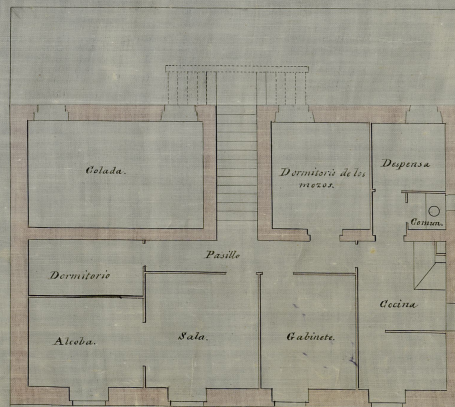 Colada.
Dormitorio de los
mozos.
Despensa
Comun.
Pasillo
Dormitorio
Cocina
Alcoba.
Sala.
Gabinete.